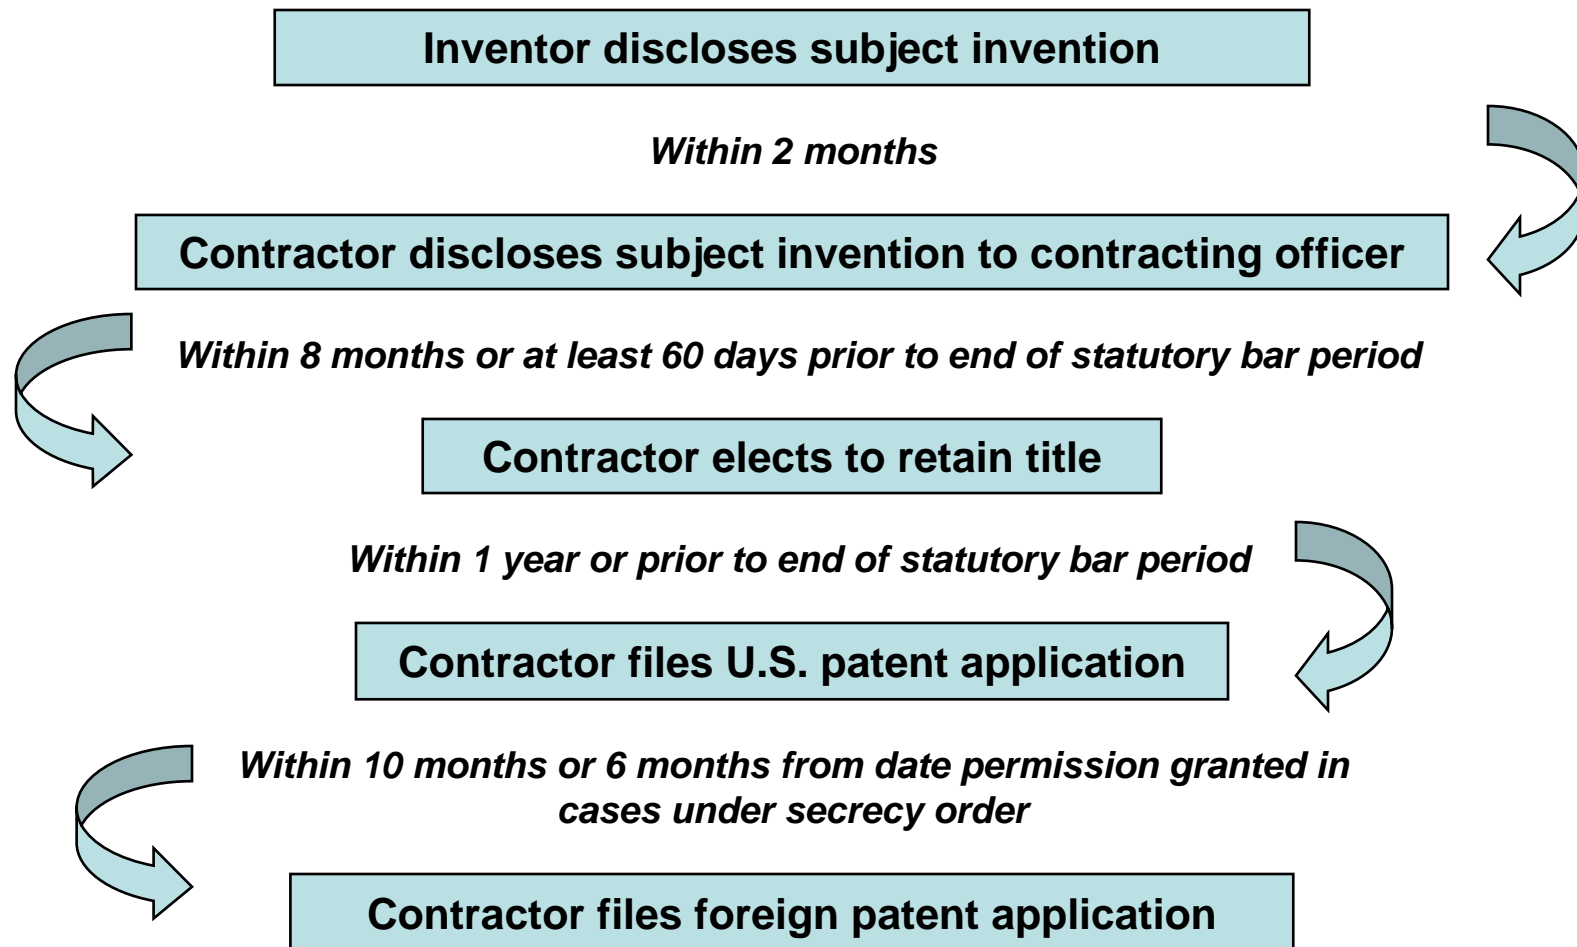 Inventor discloses subject invention
Within 2 months
Contractor discloses subject invention to contracting officer
Within 8 months or at least 60 days prior to end of statutory bar period
Contractor elects to retain title
Within 1 year or prior to end of statutory bar period
Contractor files U.S. patent application
Within 10 months or 6 months from date permission granted in
cases under secrecy order
Contractor files foreign patent application